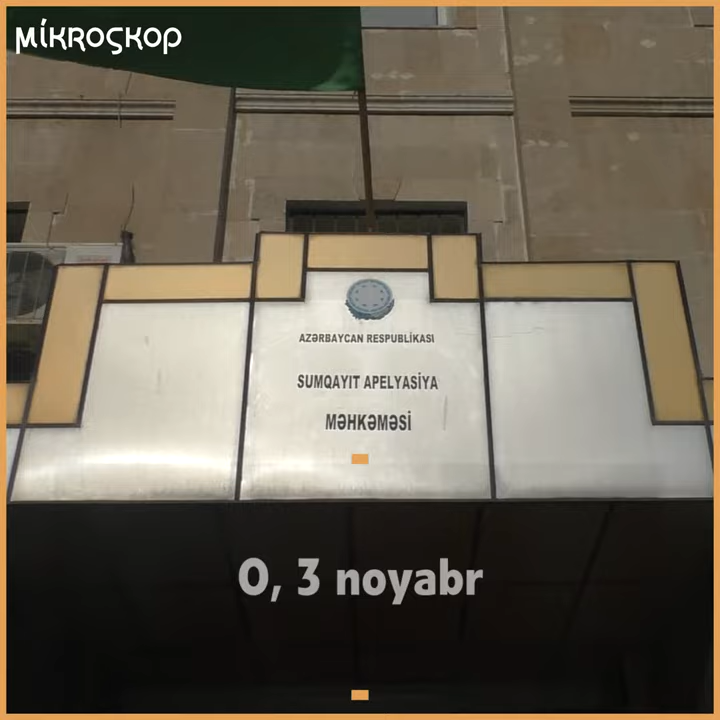 MİKROSKOP
AZƏRBAYCAN RESPUBLİKASI
SUMQAYIT APELYASİYA
MƏHKƏMƏSİ
O, 3 noyabr